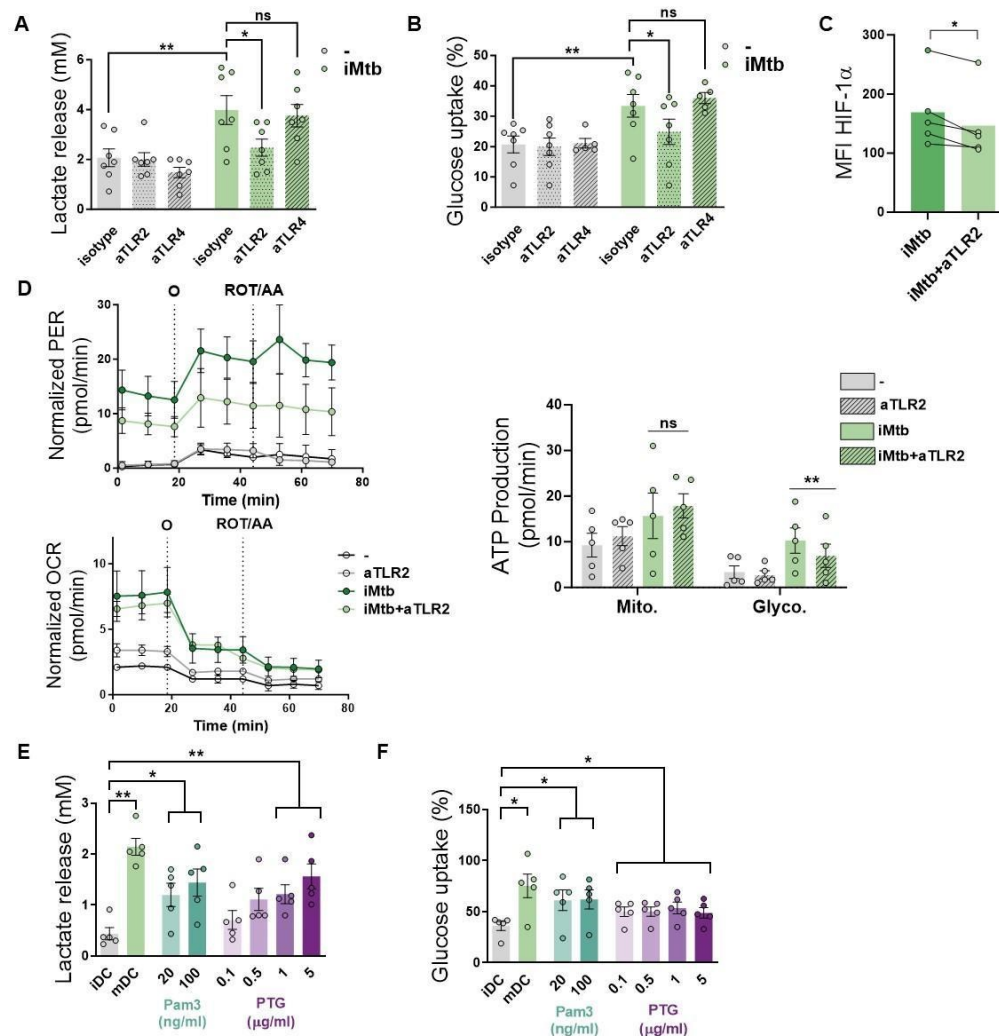 A
Lactate release (mM)
8
6
4
2
0
**
ns
*
-
iMtb
isotype
aTLR2
aTLR4
isotype
aTLR2
aTLR4
B
Glucose uptake (%)
60
50
40
30
20
10
0
**
ns
*
-
iMtb
isotype
aTLR2
aTLR4
isotype
aTLR2
aTLR4
C
MFI HIF-1α
300
200
100
0
*
iMtb
iMtb+aTLR2
D
O
ROT/AA
Normalized PER
(pmol/min)
30
20
10
0
0
20
40
60
80
Time (min)
O
ROT/AA
Normalized OCR
(pmol/min)
10
5
0
0
20
40
60
80
Time (min)
-
aTLR2
iMtb
iMtb+aTLR2
ATP Production
(pmol/min)
40
30
20
10
0
ns
**
Mito.
Glyco.
-
aTLR2
iMtb
iMtb+aTLR2
E
Lactate release (mM)
3
2
1
0
**
*
**
iDC
mDC
20
100
0.1
0.5
1
5
Pam3
(ng/ml)
PTG
(µg/ml)
F
Glucose uptake (%)
150
100
50
0
*
*
*
iDC
mDC
20
100
0.1
0.5
1
5
Pam3
(ng/ml)
PTG
(µg/ml)